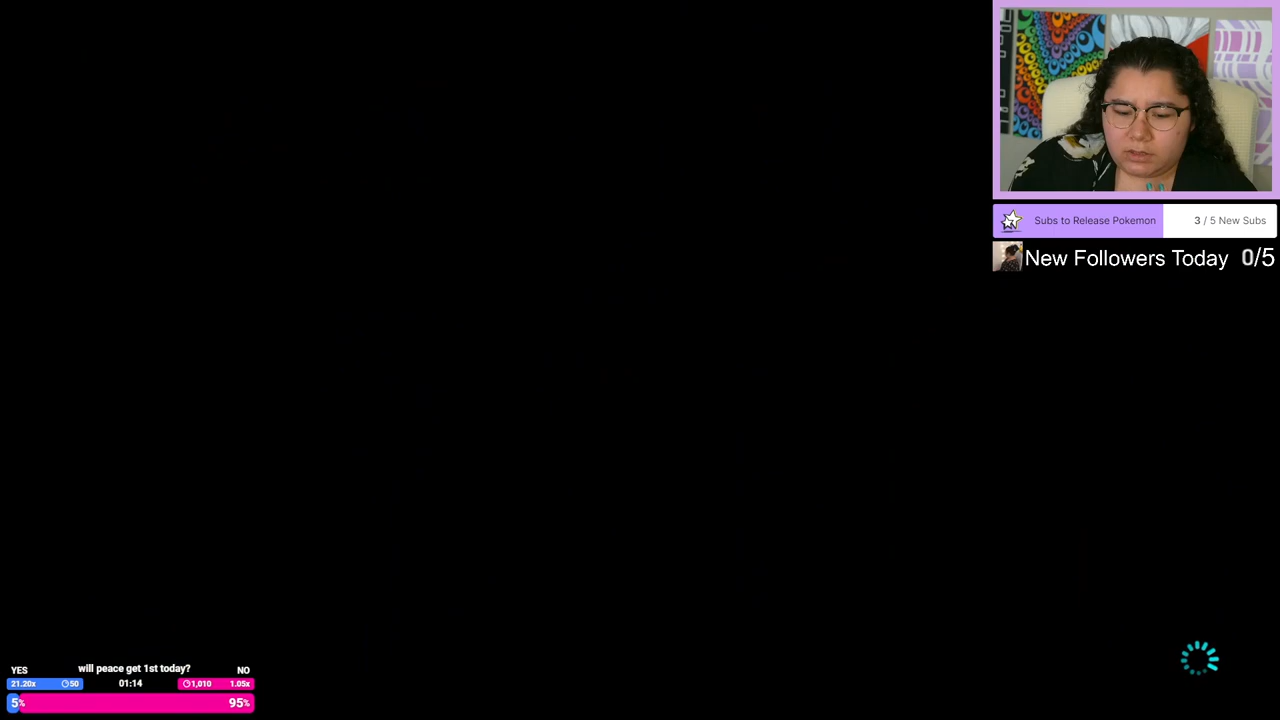 Subs to Release Pokemon 3 / 5 New Subs
New Followers Today 0/5
YES will peace get 1st today? NO
21.20x 50 01:14 1,010 1.05x
5% 95%